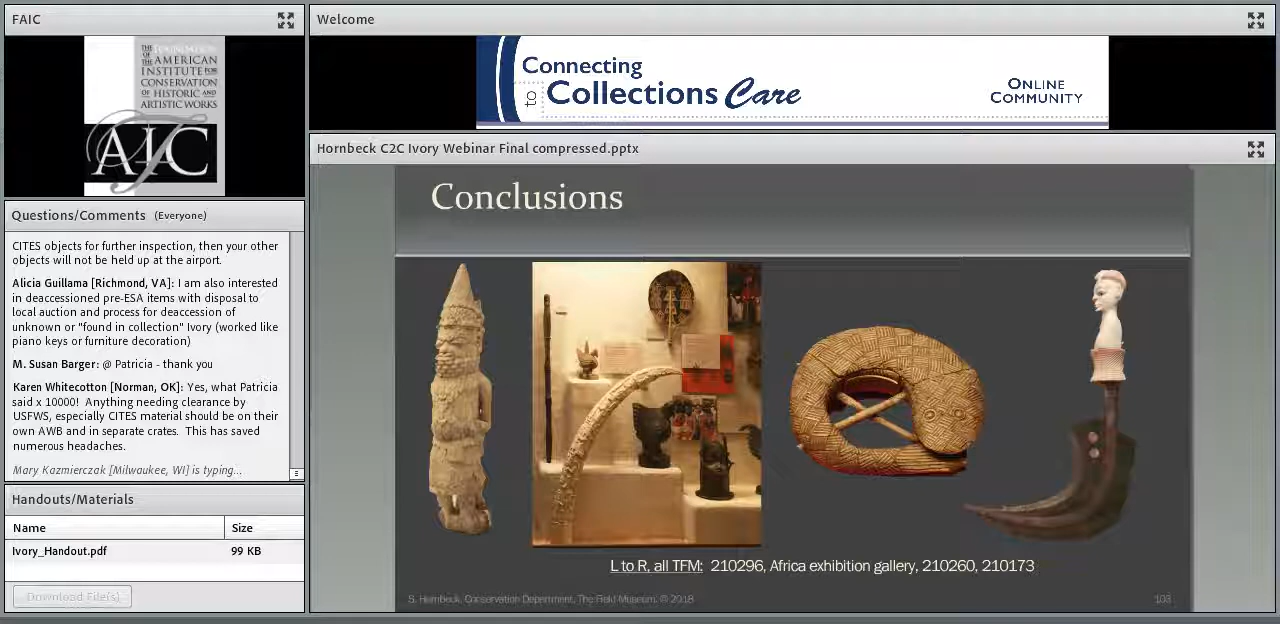 FAIC
THE FOUNDATION
OF THE AMERICAN
INSTITUTE FOR
CONSERVATION
OF HISTORIC AND
ARTISTIC WORKS
AIC
Questions/Comments (Everyone)
CITES objects for further inspection, then your other
objects will not be held up at the airport.
Alicia Guillama [Richmond, VA]: I am also interested
in deaccessioned pre-ESA items with disposal to
local auction and process for deaccession of
unknown or "found in collection" Ivory (worked like
piano keys or furniture decoration)
M. Susan Barger: @ Patricia - thank you
Karen Whitecotton [Norman, OK]: Yes, what Patricia
said x 10000! Anything needing clearance by
USFWS, especially CITES material should be on their
own AWB and in separate crates. This has saved
numerous headaches.
Mary Kazmierczak [Milwaukee, WI] is typing...
Handouts/Materials
Name Size
Ivory_Handout.pdf 99 KB
Download File(s)
Welcome
Connecting
to Collections Care
ONLINE
COMMUNITY
Hornbeck C2C Ivory Webinar Final compressed.pptx
Conclusions
L to R, all TFM: 210296, Africa exhibition gallery, 210260, 210173
S. Hornbeck, Conservation Department, The Field Museum, © 2018
103